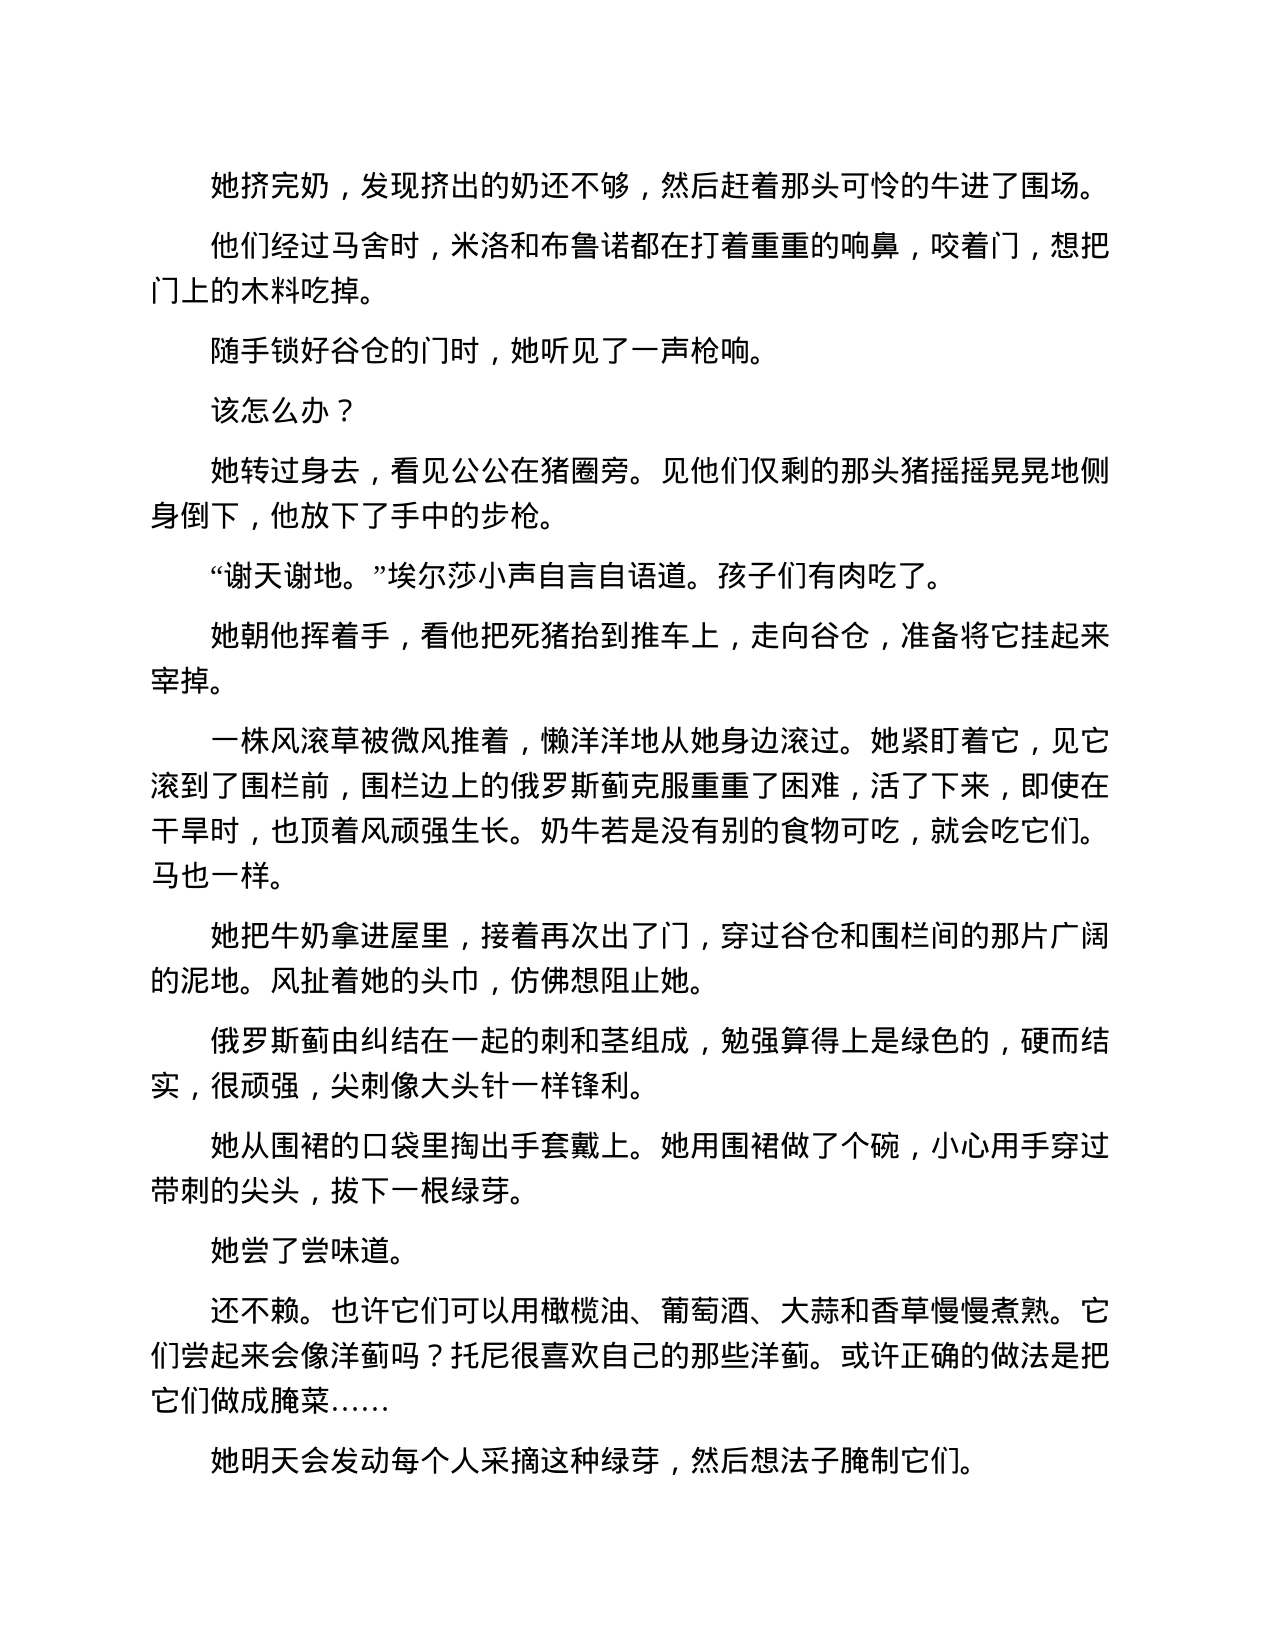 她挤完奶，发现挤出的奶还不够，然后赶着那头可怜的牛进了围场。
他们经过马舍时，米洛和布鲁诺都在打着重重的响鼻，咬着门，想把
门上的木料吃掉。
随手锁好谷仓的门时，她听见了一声枪响。
该怎么办？
她转过身去，看见公公在猪圈旁。见他们仅剩的那头猪摇摇晃晃地侧
身倒下，他放下了手中的步枪。
“谢天谢地。”埃尔莎小声自言自语道。孩子们有肉吃了。
她朝他挥着手，看他把死猪抬到推车上，走向谷仓，准备将它挂起来
宰掉。
一株风滚草被微风推着，懒洋洋地从她身边滚过。她紧盯着它，见它
滚到了围栏前，围栏边上的俄罗斯蓟克服重重了困难，活了下来，即使在
干旱时，也顶着风顽强生长。奶牛若是没有别的食物可吃，就会吃它们。
马也一样。
她把牛奶拿进屋里，接着再次出了门，穿过谷仓和围栏间的那片广阔
的泥地。风扯着她的头巾，仿佛想阻止她。
俄罗斯蓟由纠结在一起的刺和茎组成，勉强算得上是绿色的，硬而结
实，很顽强，尖刺像大头针一样锋利。
她从围裙的口袋里掏出手套戴上。她用围裙做了个碗，小心用手穿过
带刺的尖头，拔下一根绿芽。
她尝了尝味道。
还不赖。也许它们可以用橄榄油、葡萄酒、大蒜和香草慢慢煮熟。它
们尝起来会像洋蓟吗？托尼很喜欢自己的那些洋蓟。或许正确的做法是把
它们做成腌菜……
她明天会发动每个人采摘这种绿芽，然后想法子腌制它们。